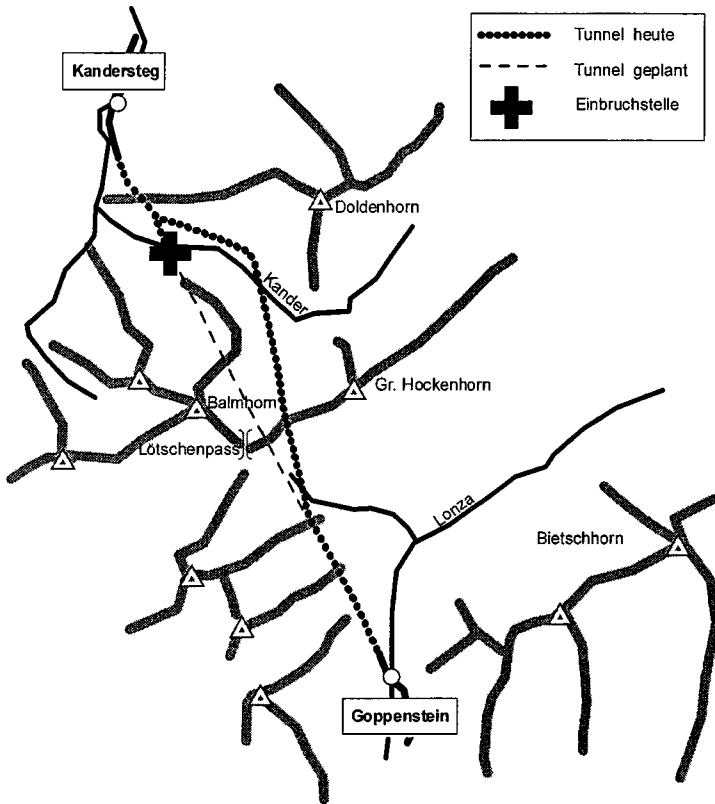 Tunnel heute
Tunnel geplant
Einbruchstelle
Kandersteg
Doldenhorn
Kander
Gr. Hockenhorn
Balmhorn
Lötschenpass
Lonza
Bietschhorn
Goppenstein